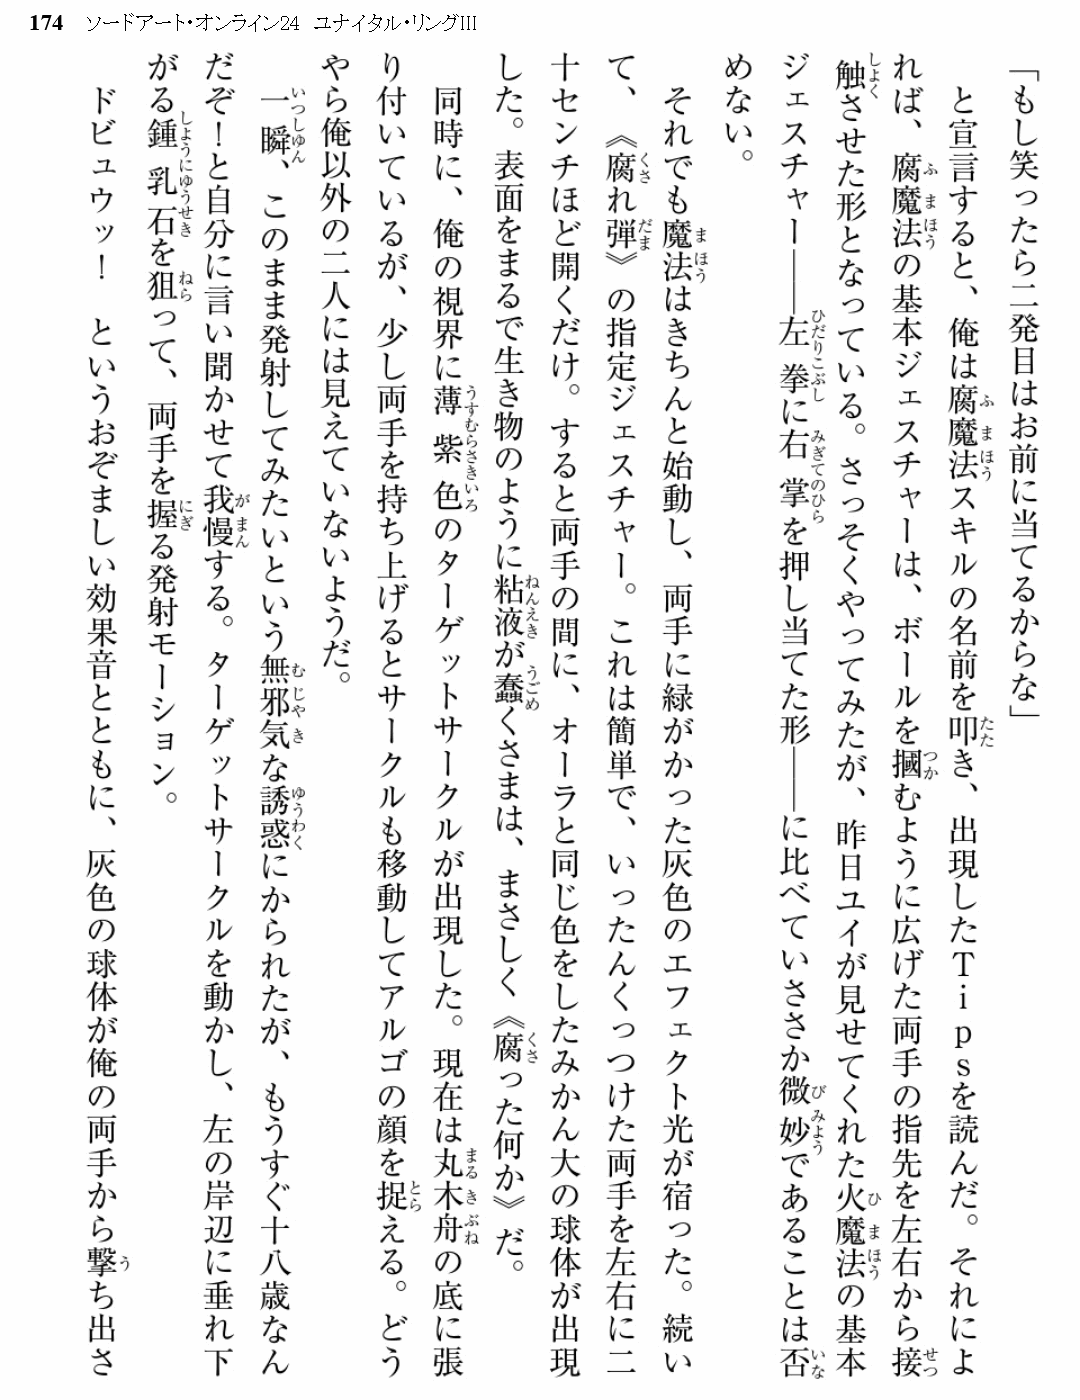 174 ソードアート・オンライン24 ユナイタル・リングⅢ
「もし笑ったら二発目はお前に当てるからな」
と宣言すると、俺は腐魔法スキルの名前を叩き、出現したTipsを読んだ。それによ
れば、腐魔法の基本ジェスチャーは、ボールを摑むように広げた両手の指先を左右から接
触させた形となっている。さっそくやってみたが、昨日ユイが見せてくれた火魔法の基本
ジェスチャー――左拳に右掌を押し当てた形――に比べていささか微妙であることは否
めない。
それでも魔法はきちんと始動し、両手に緑がかった灰色のエフェクト光が宿った。続い
て、《腐れ弾》の指定ジェスチャー。これは簡単で、いったんくっつけた両手を左右に二
十センチほど開くだけ。すると両手の間に、オーラと同じ色をしたみかん大の球体が出現
した。表面をまるで生き物のように粘液が蠢くさまは、まさしく《腐った何か》だ。
同時に、俺の視界に薄紫色のターゲットサークルが出現した。現在は丸木舟の底に張
り付いているが、少し両手を持ち上げるとサークルも移動してアルゴの顔を捉える。どう
やら俺以外の二人には見えていないようだ。
一瞬、このまま発射してみたいという無邪気な誘惑にかられたが、もうすぐ十八歳なん
だぞ！と自分に言い聞かせて我慢する。ターゲットサークルを動かし、左の岸辺に垂れ下
がる鍾乳石を狙って、両手を握る発射モーション。
ドビュウッ！　というおぞましい効果音とともに、灰色の球体が俺の両手から撃ち出さ